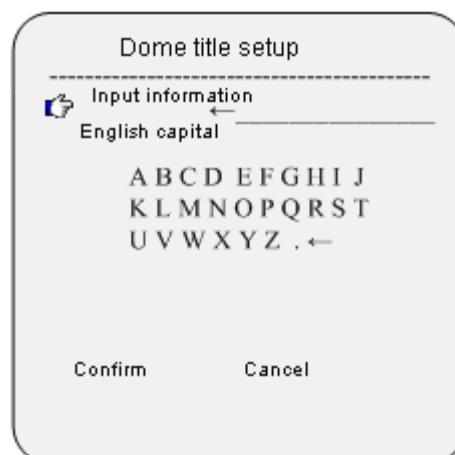 Dome title setup
Input information
←
English capital
A B C D E F G H I J
K L M N O P Q R S T
U V W X Y Z . ←
Confirm Cancel